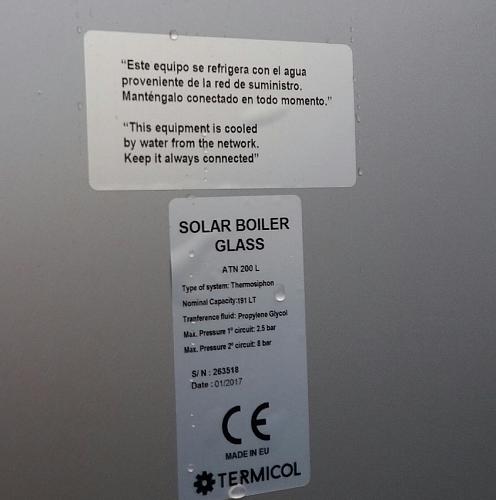 “Este equipo se refrigera con el agua
proveniente de la red de suministro.
Manténgalo conectado en todo momento.”
“This equipment is cooled
by water from the network.
Keep it always connected”
SOLAR BOILER
GLASS
ATN 200 L
Type of system: Thermosiphon
Nominal Capacity:191 LT
Tranference fluid: Propylene Glycol
Max. Pressure 1º circuit: 2.5 bar
Max. Pressure 2º circuit: 8 bar
S/ N : 263518
Date : 01/2017
CE
MADE IN EU
TERMICOL